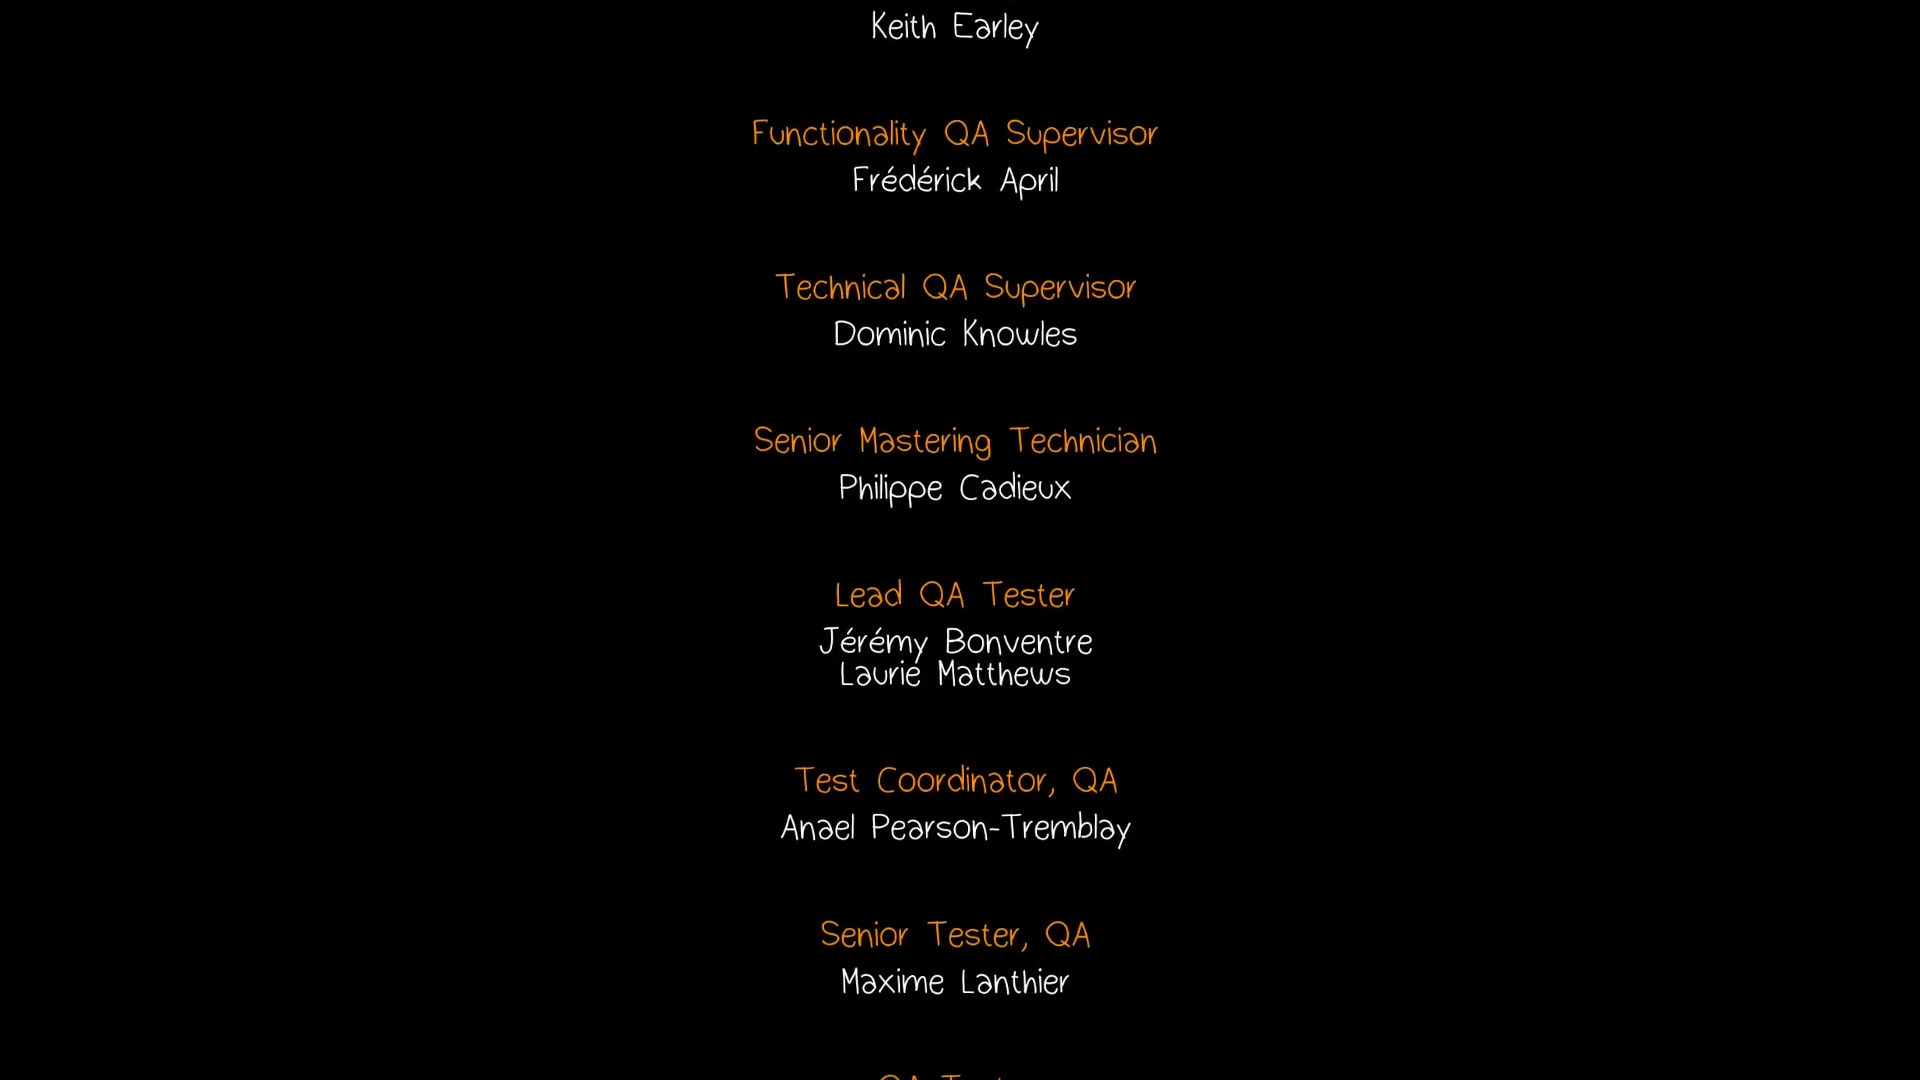 Keith Earley
Functionality QA Supervisor
Frédérick April
Technical QA Supervisor
Dominic Knowles
Senior Mastering Technician
Philippe Cadieux
Lead QA Tester
Jérémy Bonventre
Laurie Matthews
Test Coordinator, QA
Anael Pearson-Tremblay
Senior Tester, QA
Maxime Lanthier